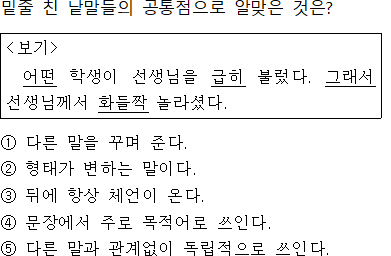 밑줄 친 낱말들의 공통점으로 알맞은 것은?
<보기>
어떤 학생이 선생님을 급히 불렀다. 그래서
선생님께서 화들짝 놀라셨다.
① 다른 말을 꾸며 준다.
② 형태가 변하는 말이다.
③ 뒤에 항상 체언이 온다.
④ 문장에서 주로 목적어로 쓰인다.
⑤ 다른 말과 관계없이 독립적으로 쓰인다.